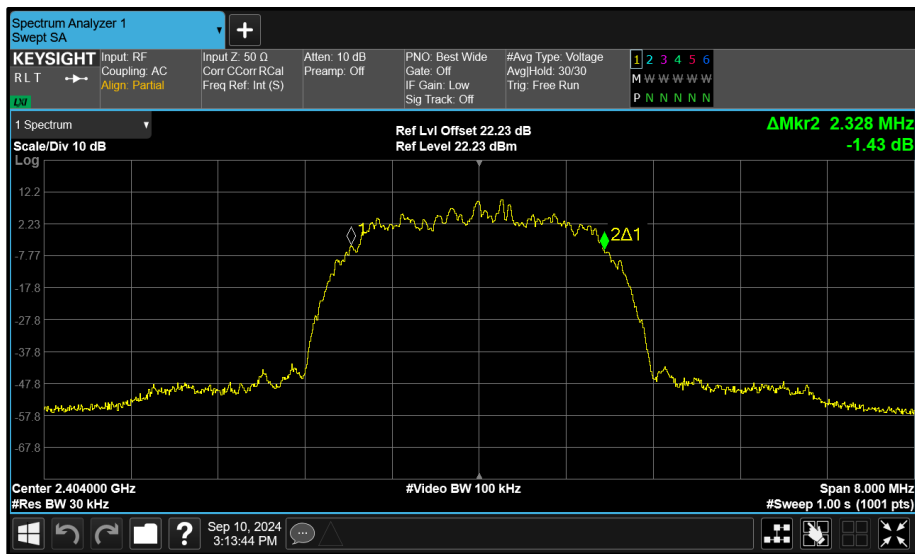 Spectrum Analyzer 1
Swept SA
KEYSIGHT
R L T
LXI
Input: RF
Coupling: AC
Align: Partial
Input Z: 50 Ω
Corr CCorr RCal
Freq Ref: Int (S)
Atten: 10 dB
Preamp: Off
PNO: Best Wide
Gate: Off
IF Gain: Low
Sig Track: Off
#Avg Type: Voltage
Avg|Hold: 30/30
Trig: Free Run
1 2 3 4 5 6
M W W W W W
P N N N N N
1 Spectrum
Scale/Div 10 dB
Ref Lvl Offset 22.23 dB
Ref Level 22.23 dBm
ΔMkr2 2.328 MHz
-1.43 dB
Log
12.2
2.23
-7.77
-17.8
-27.8
-37.8
-47.8
-57.8
-67.8
1
2Δ1
Center 2.404000 GHz
#Res BW 30 kHz
#Video BW 100 kHz
Span 8.000 MHz
#Sweep 1.00 s (1001 pts)
?
Sep 10, 2024
3:13:44 PM